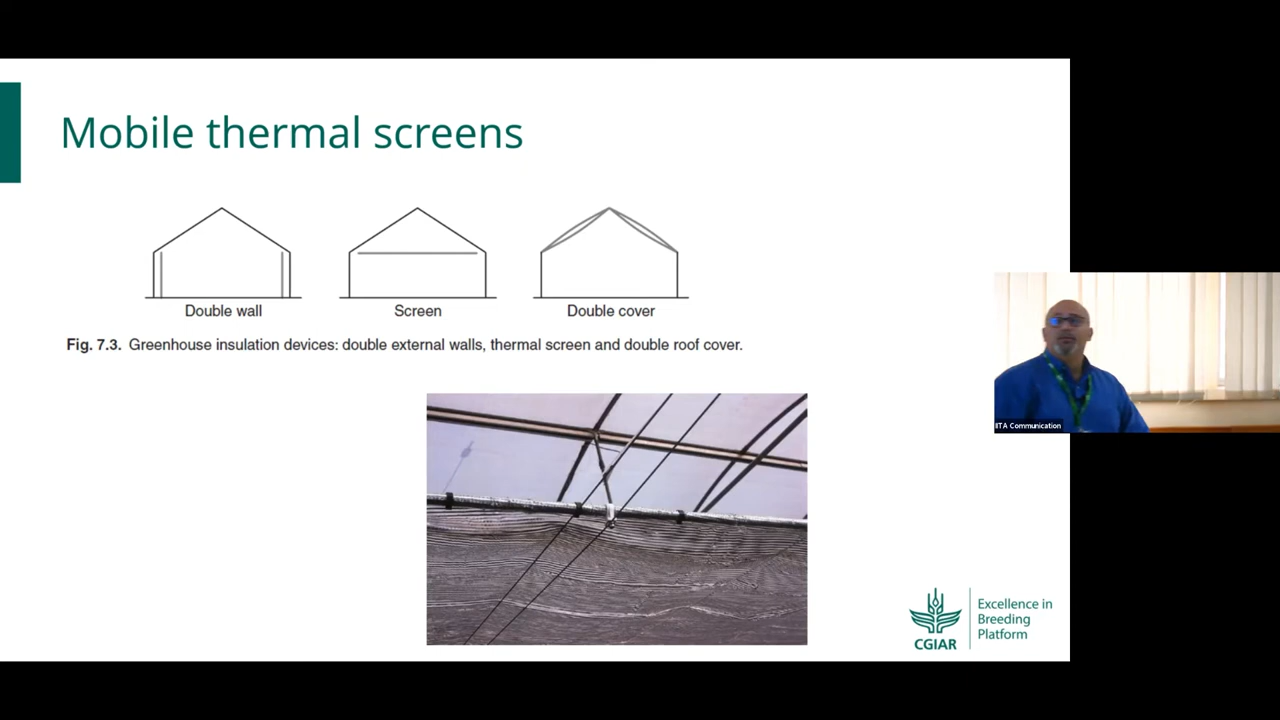 Mobile thermal screens
Double wall
Screen
Double cover
Fig. 7.3. Greenhouse insulation devices: double external walls, thermal screen and double roof cover.
IITA Communication
CGIAR
Excellence in
Breeding
Platform